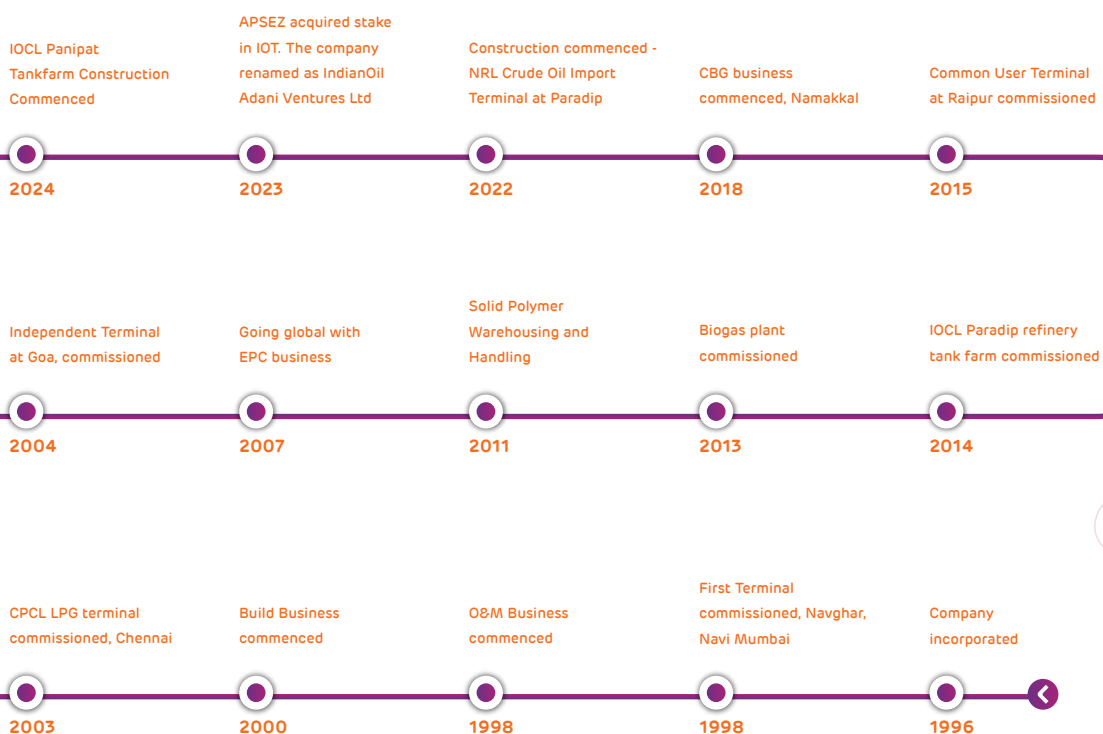 IOCL Panipat
Tankfarm Construction
Commenced
2024
APSEZ acquired stake
in IOT. The company
renamed as IndianOil
Adani Ventures Ltd
2023
Construction commenced -
NRL Crude Oil Import
Terminal at Paradip
2022
CBG business
commenced, Namakkal
2018
Common User Terminal
at Raipur commissioned
2015
Independent Terminal
at Goa, commissioned
2004
Going global with
EPC business
2007
Solid Polymer
Warehousing and
Handling
2011
Biogas plant
commissioned
2013
IOCL Paradip refinery
tank farm commissioned
2014
CPCL LPG terminal
commissioned, Chennai
2003
Build Business
commenced
2000
O&M Business
commenced
1998
First Terminal
commissioned, Navghar,
Navi Mumbai
1998
Company
incorporated
1996